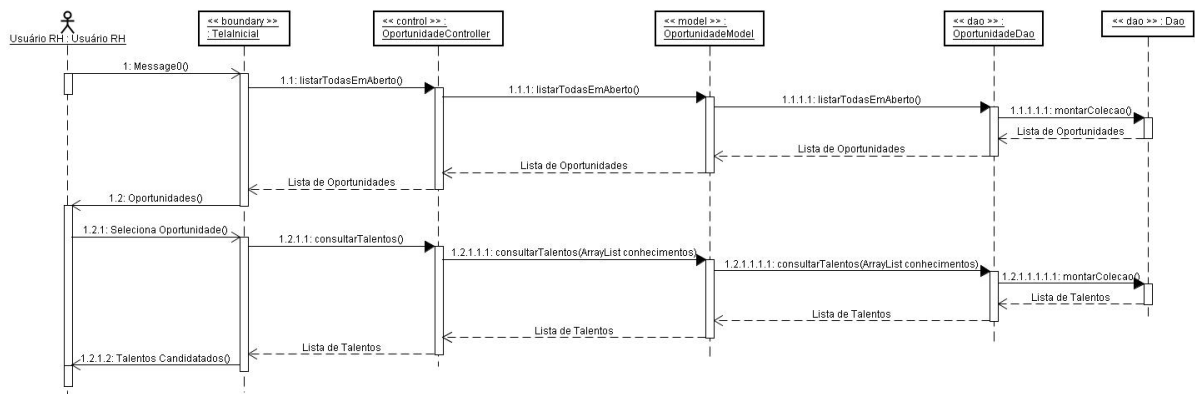 Usuário RH : Usuário RH
<< boundary >>
: TelaInicial
<< control >> :
OportunidadeController
<< model >> :
OportunidadeModel
<< dao >> :
OportunidadeDao
<< dao >> : Dao
1: Message0()
1.1: listarTodasEmAberto()
1.1.1: listarTodasEmAberto()
1.1.1.1: listarTodasEmAberto()
1.1.1.1.1: montarColecao()
Lista de Oportunidades
Lista de Oportunidades
Lista de Oportunidades
Lista de Oportunidades
1.2: Oportunidades()
1.2.1: Seleciona Oportunidade()
1.2.1.1: consultarTalentos()
1.2.1.1.1: consultarTalentos(ArrayList conhecimentos)
1.2.1.1.1.1: consultarTalentos(ArrayList conhecimentos)
1.2.1.1.1.1.1: montarColecao()
Lista de Talentos
Lista de Talentos
Lista de Talentos
Lista de Talentos
1.2.1.2: Talentos Candidatados()